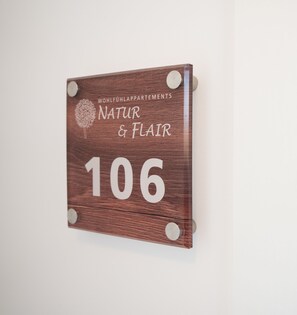 WOHLFÜHLAPPARTEMENTS
NATUR
& FLAIR
106